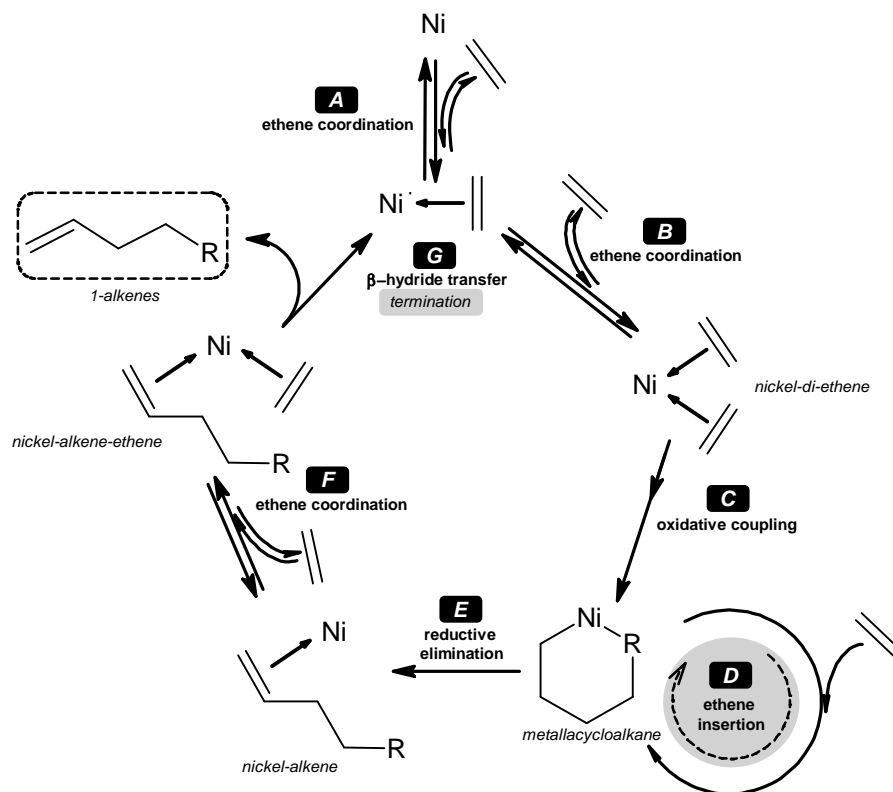 Ni
A
ethene coordination
Ni
B
ethene coordination
G
β–hydride transfer
termination
R
1-alkenes
Ni
R
nickel-alkene-ethene
Ni
nickel-di-ethene
F
ethene coordination
C
oxidative coupling
Ni
R
nickel-alkene
E
reductive
elimination
Ni
R
metallacycloalkane
D
ethene
insertion